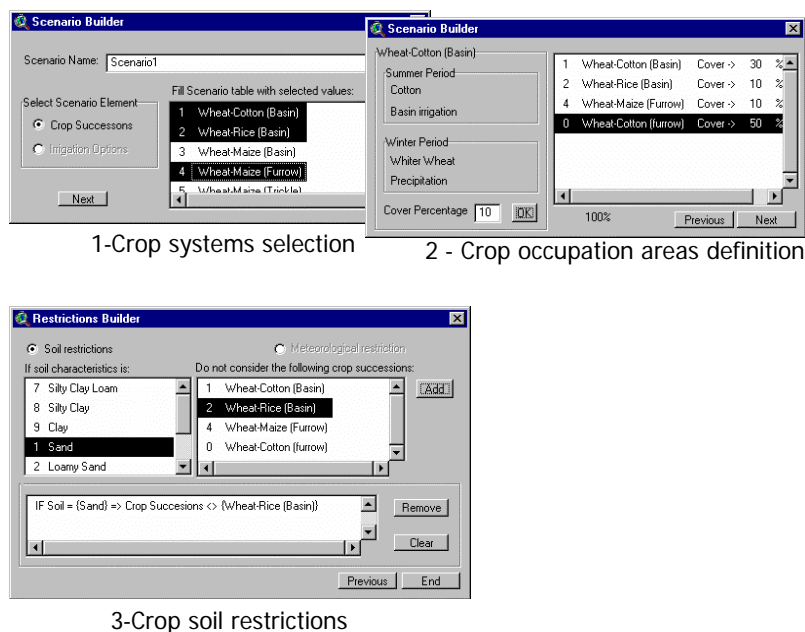 Scenario Builder
Scenario Name: Scenario1
Select Scenario Element
Crop Successons
Irrigation Options
Next
Fill Scenario table with selected values:
1 Wheat-Cotton (Basin)
2 Wheat-Rice (Basin)
3 Wheat-Maize (Basin)
4 Wheat-Maize (Furrow)
5 Wheat-Maize (Trickle)
1-Crop systems selection
Scenario Builder
Wheat-Cotton (Basin)
Summer Period
Cotton
Basin irrigation
Winter Period
Whiter Wheat
Precipitation
Cover Percentage 10 OK
1 Wheat-Cotton (Basin) Cover -> 30 %
2 Wheat-Rice (Basin) Cover -> 10 %
4 Wheat-Maize (Furrow) Cover -> 10 %
0 Wheat-Cotton (furrow) Cover -> 50 %
100% Previous Next
2 - Crop occupation areas definition
Restrictions Builder
Soil restrictions
Meteorological restriction
If soil characteristics is:
7 Silty Clay Loam
8 Silty Clay
9 Clay
1 Sand
2 Loamy Sand
Do not consider the following crop successions:
1 Wheat-Cotton (Basin)
2 Wheat-Rice (Basin)
4 Wheat-Maize (Furrow)
0 Wheat-Cotton (furrow)
Add
IF Soil = {Sand} => Crop Succesions <> {Wheat-Rice (Basin)}
Remove
Clear
Previous End
3-Crop soil restrictions